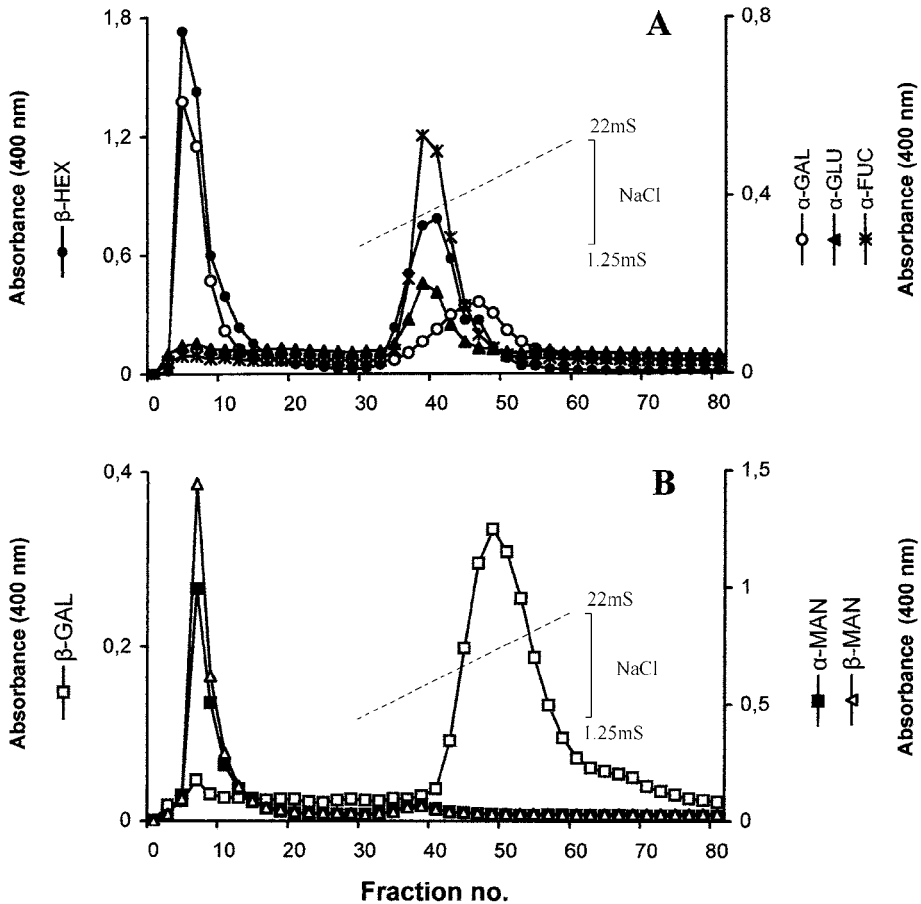 A
1,8
1,2
0,6
0
0,8
0,4
0
Absorbance (400 nm)
β-HEX
22mS
NaCl
1.25mS
α-GAL
α-GLU
α-FUC
Absorbance (400 nm)
0 10 20 30 40 50 60 70 80
B
0,4
0,2
0
1,5
1
0,5
0
Absorbance (400 nm)
β-GAL
22mS
NaCl
1.25mS
α-MAN
β-MAN
Absorbance (400 nm)
0 10 20 30 40 50 60 70 80
Fraction no.